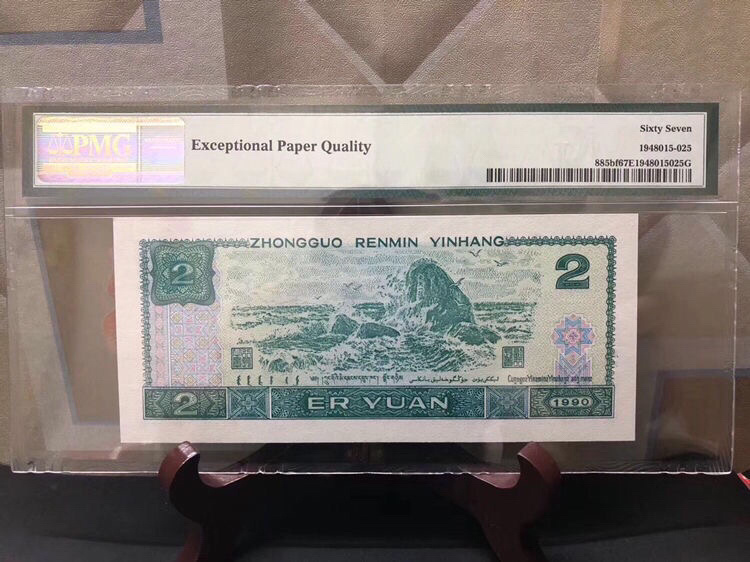 PMG
Exceptional Paper Quality
Sixty Seven
1948015-025
885bf67E1948015025G
ZHONGGUO RENMIN YINHANG
2
2
2
ER YUAN
1990